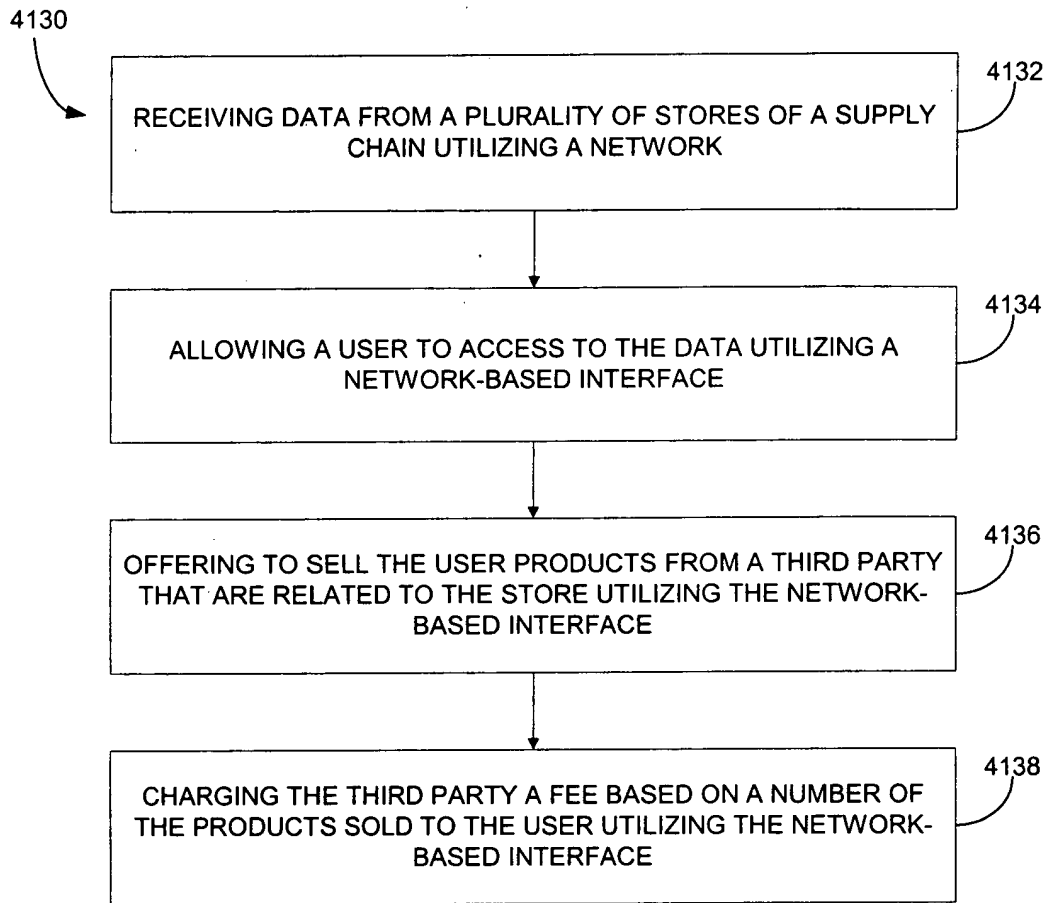 4130
4132
RECEIVING DATA FROM A PLURALITY OF STORES OF A SUPPLY
CHAIN UTILIZING A NETWORK
4134
ALLOWING A USER TO ACCESS TO THE DATA UTILIZING A
NETWORK-BASED INTERFACE
4136
OFFERING TO SELL THE USER PRODUCTS FROM A THIRD PARTY
THAT ARE RELATED TO THE STORE UTILIZING THE NETWORK-
BASED INTERFACE
4138
CHARGING THE THIRD PARTY A FEE BASED ON A NUMBER OF
THE PRODUCTS SOLD TO THE USER UTILIZING THE NETWORK-
BASED INTERFACE